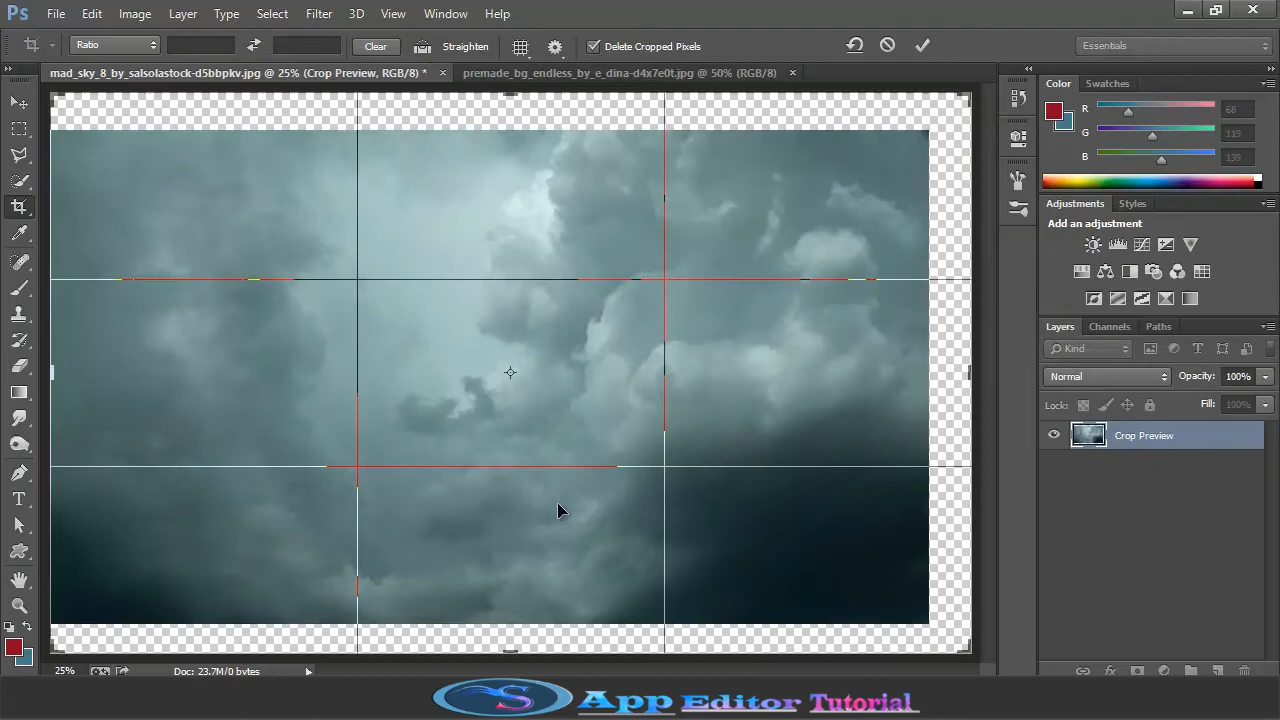 Ps File Edit Image Layer Type Select Filter 3D View Window Help
Ratio Clear Straighten Delete Cropped Pixels Essentials
mad_sky_8_by_salsolastock-d5bbpkv.jpg @ 25% (Crop Preview, RGB/8) * premade_bg_endless_by_e_dina-d4x7e0t.jpg @ 50% (RGB/8)
Color Swatches
R 68
G 119
B 139
Adjustments Styles
Add an adjustment
Layers Channels Paths
Kind
Normal Opacity: 100%
Lock: Fill: 100%
Crop Preview
25% Doc: 23.7M/0 bytes
S App Editor Tutorial